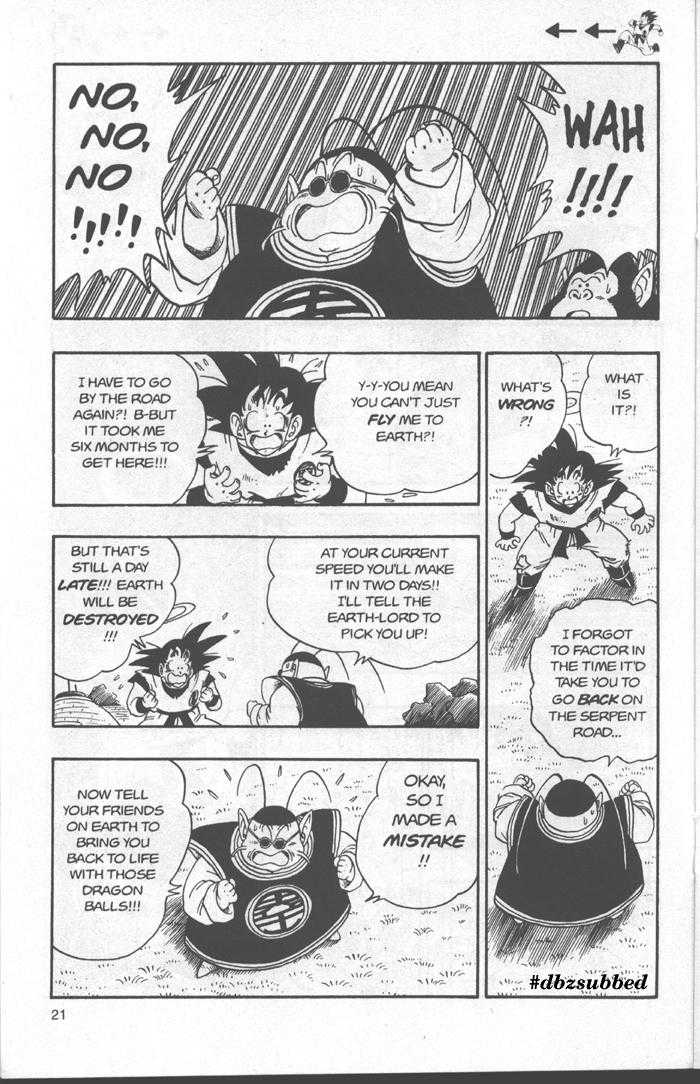 WAH
!!!!
NO,
NO,
NO
!!!!!
WHAT
IS
IT?!
WHAT'S
WRONG
?!
I FORGOT
TO FACTOR IN
THE TIME IT'D
TAKE YOU TO
GO BACK ON
THE SERPENT
ROAD...
Y-Y-YOU MEAN
YOU CAN'T JUST
FLY ME TO
EARTH?!
I HAVE TO GO
BY THE ROAD
AGAIN?! B-BUT
IT TOOK ME
SIX MONTHS TO
GET HERE!!!
AT YOUR CURRENT
SPEED YOU'LL MAKE
IT IN TWO DAYS!!
I'LL TELL THE
EARTH-LORD TO
PICK YOU UP!
BUT THAT'S
STILL A DAY
LATE!!! EARTH
WILL BE
DESTROYED
!!!
OKAY,
SO I
MADE A
MISTAKE
!!
NOW TELL
YOUR FRIENDS
ON EARTH TO
BRING YOU
BACK TO LIFE
WITH THOSE
DRAGON
BALLS!!!
#dbzsubbed
21